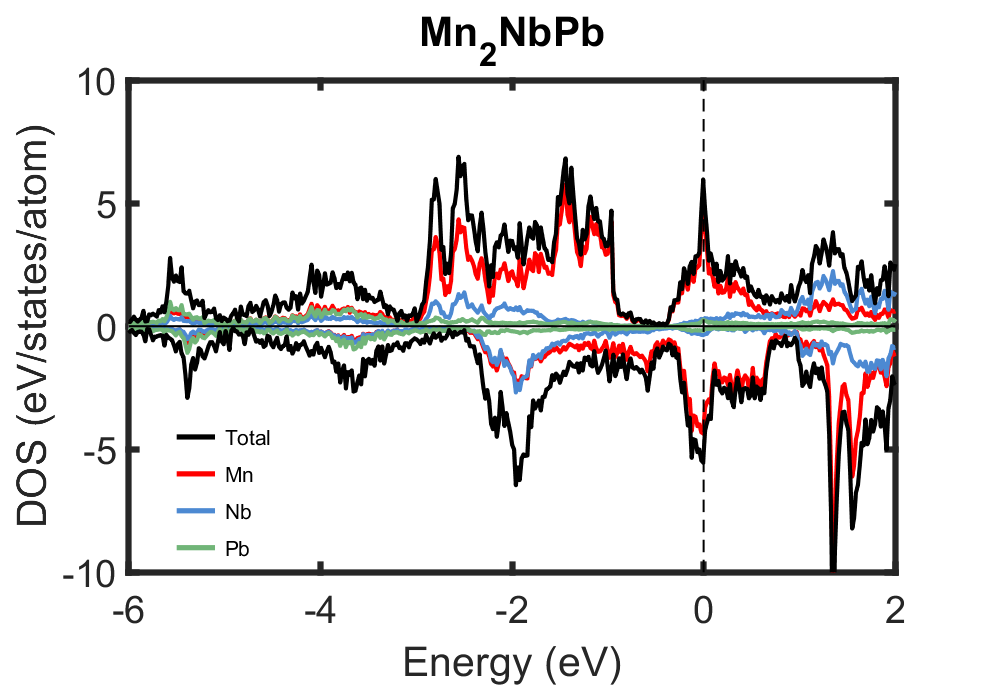 Mn2NbPb
10
5
0
-5
-10
DOS (eV/states/atom)
Total
Mn
Nb
Pb
-6 -4 -2 0 2
Energy (eV)